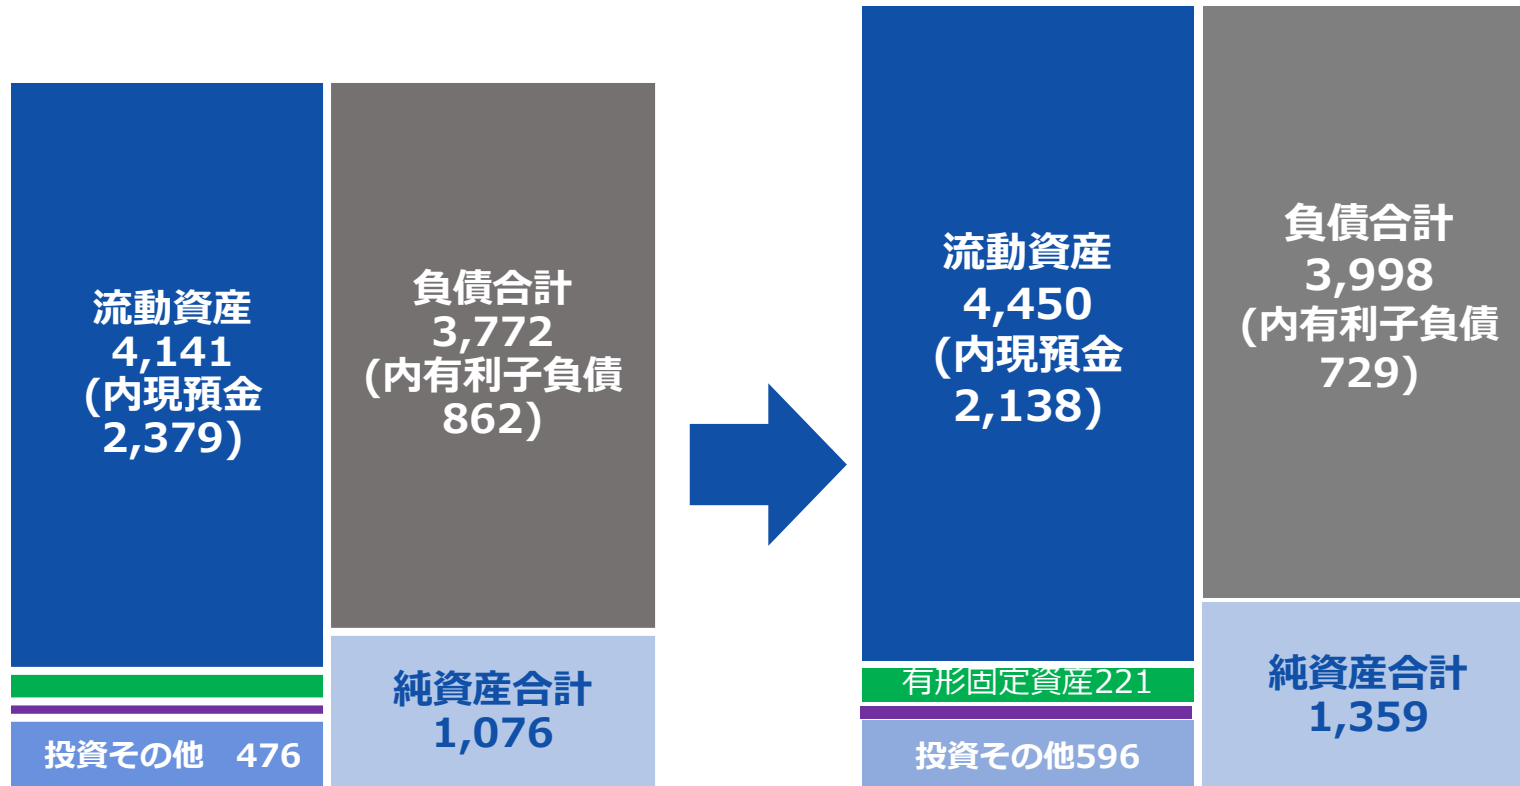 流動資産
4,141
(内現預金
2,379)
投資その他　476
負債合計
3,772
(内有利子負債
862)
純資産合計
1,076
流動資産
4,450
(内現預金
2,138)
有形固定資産221
投資その他596
負債合計
3,998
(内有利子負債
729)
純資産合計
1,359